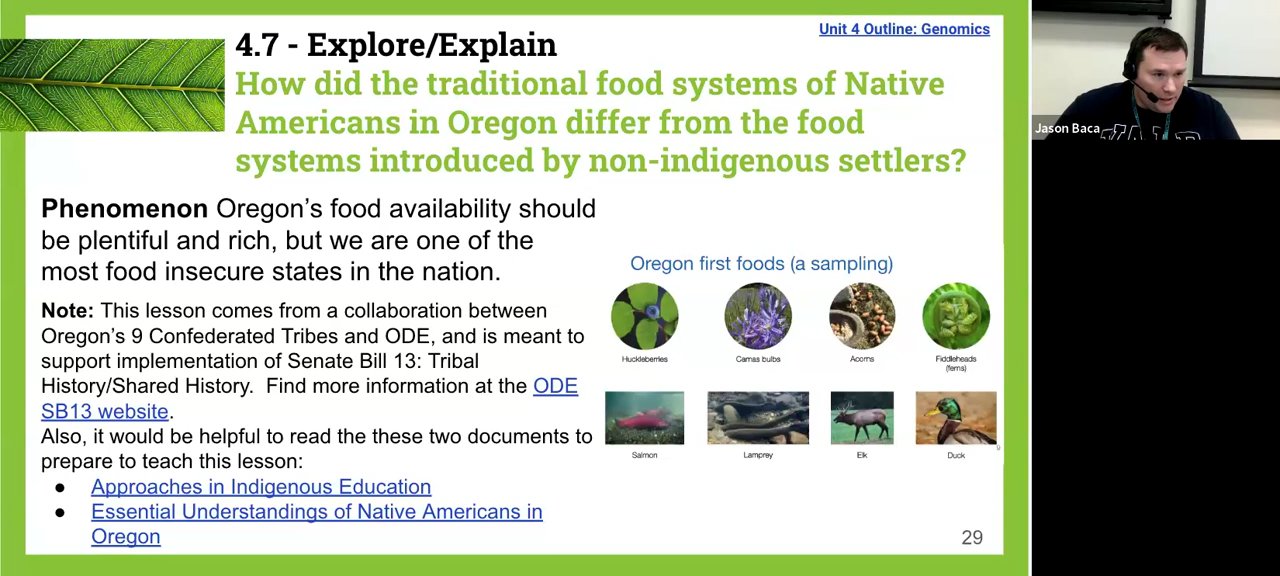 4.7 - Explore/Explain
Unit 4 Outline: Genomics
How did the traditional food systems of Native
Americans in Oregon differ from the food
systems introduced by non-indigenous settlers?
Phenomenon Oregon's food availability should
be plentiful and rich, but we are one of the
most food insecure states in the nation.
Note: This lesson comes from a collaboration between
Oregon's 9 Confederated Tribes and ODE, and is meant to
support implementation of Senate Bill 13: Tribal
History/Shared History.  Find more information at the ODE
SB13 website.
Also, it would be helpful to read the these two documents to
prepare to teach this lesson:
● Approaches in Indigenous Education
● Essential Understandings of Native Americans in
Oregon
Oregon first foods (a sampling)
Huckleberries
Camas bulbs
Acorns
Fiddleheads
(ferns)
Salmon
Lamprey
Elk
Duck
9
29
Jason Baca